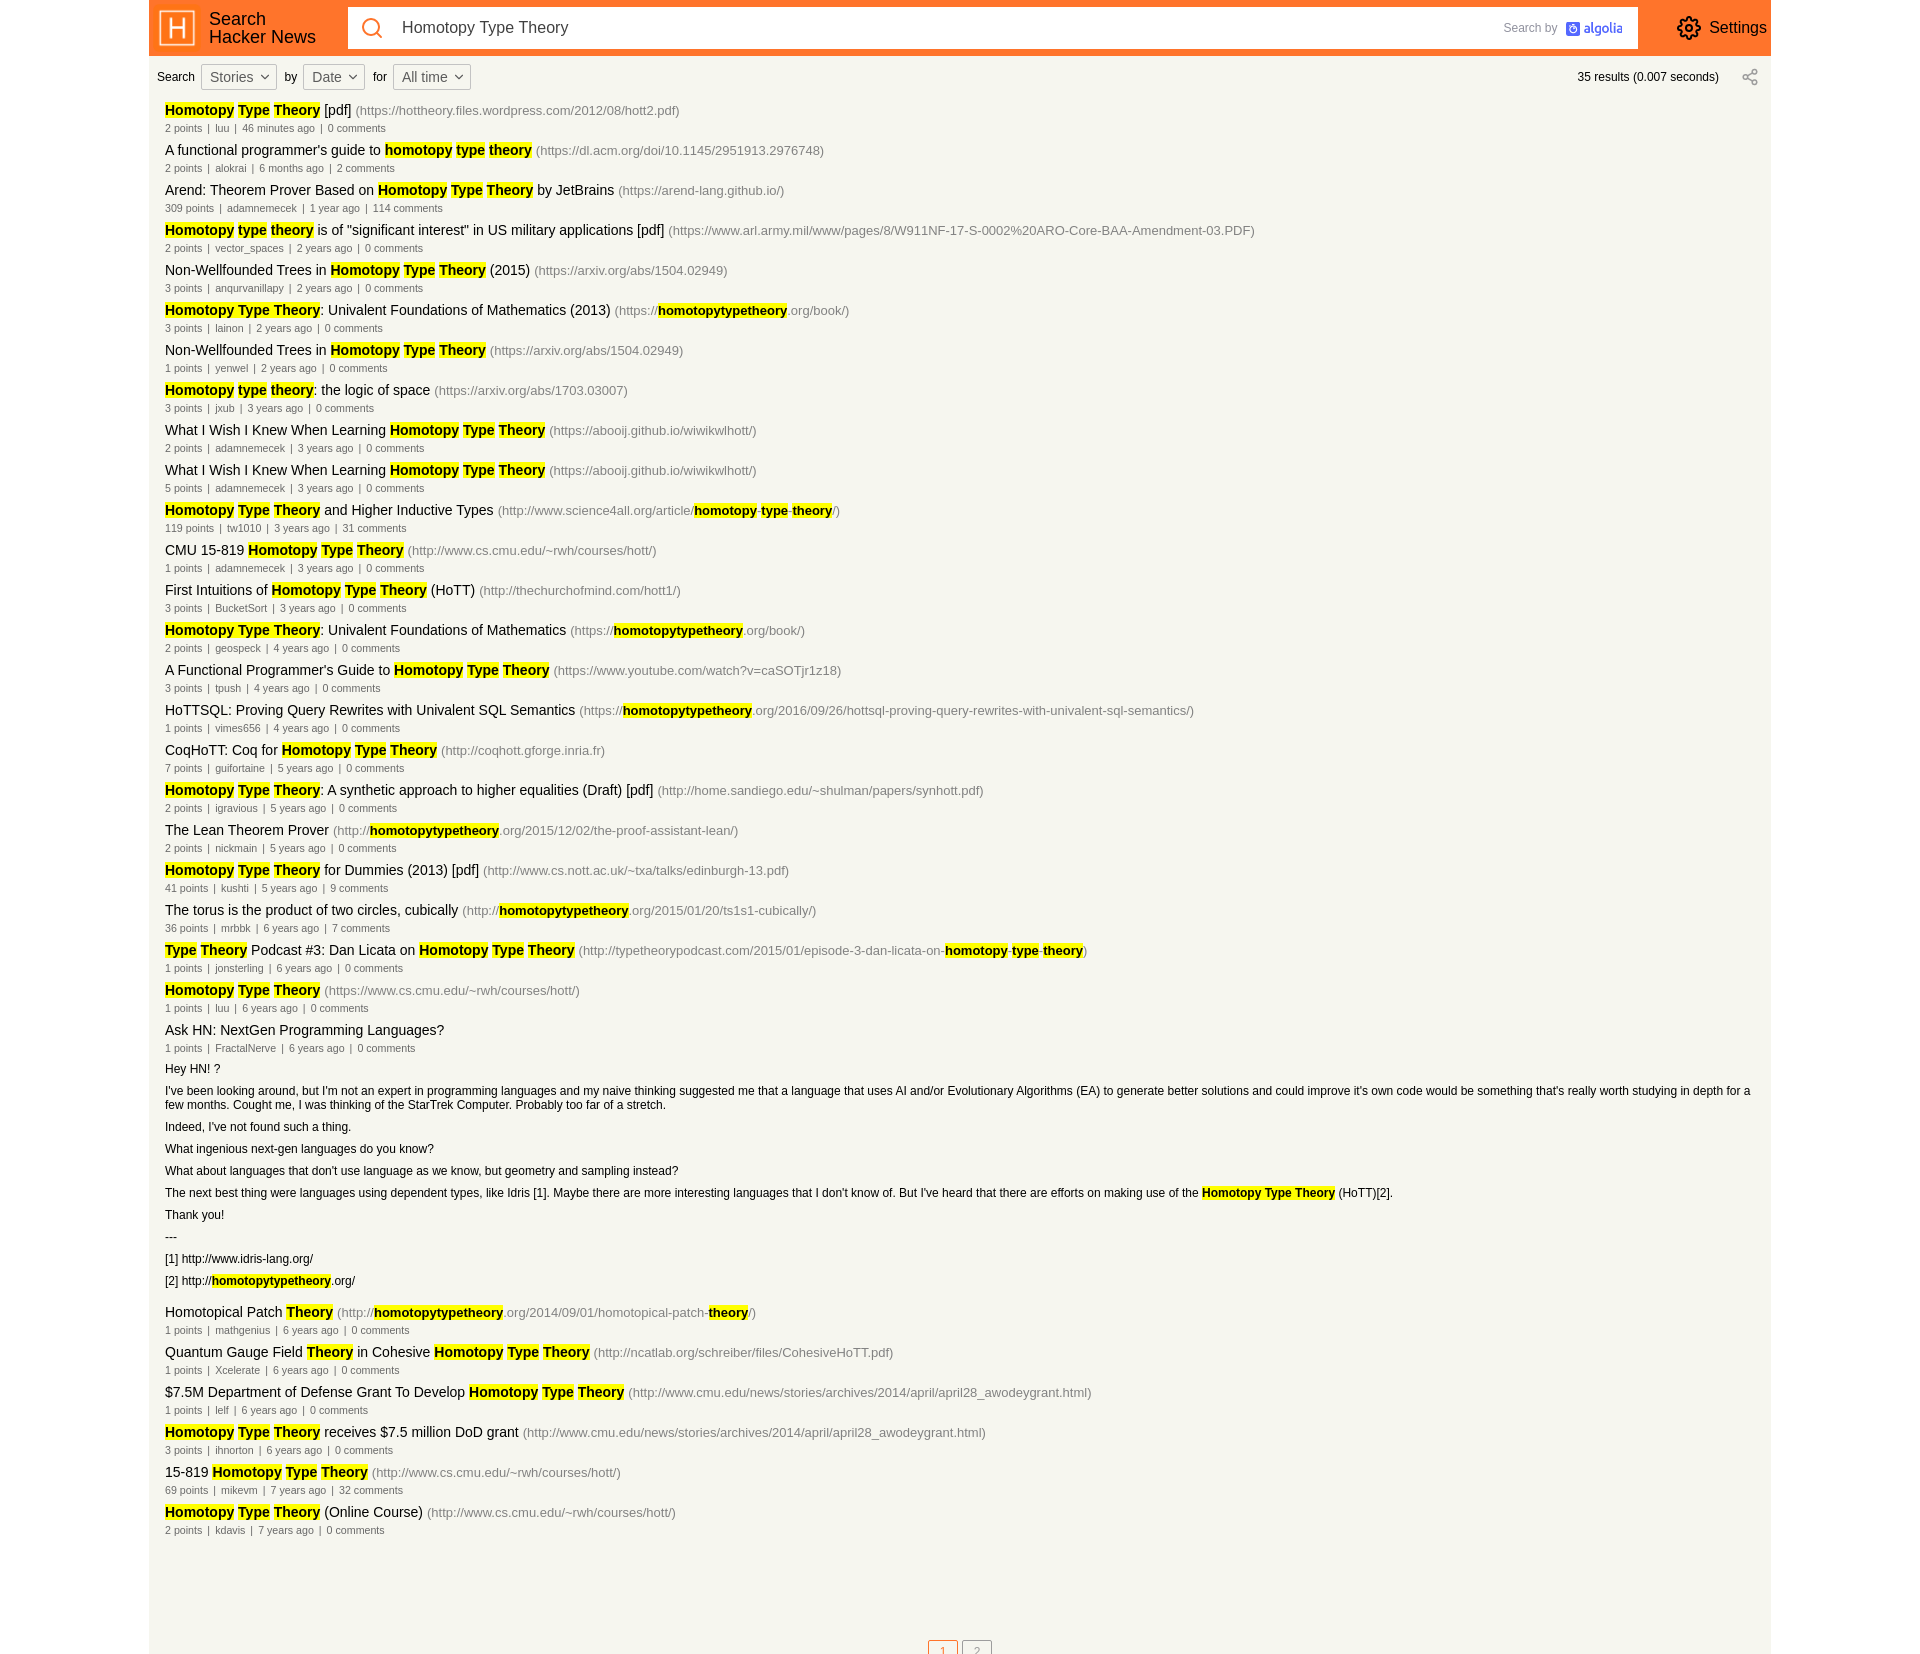 Search
Hacker News
Homotopy Type Theory
Search by algolia
Settings
Search Stories by Date for All time
35 results (0.007 seconds)
Homotopy Type Theory [pdf] (https://hottheory.files.wordpress.com/2012/08/hott2.pdf)
2 points | luu | 46 minutes ago | 0 comments
A functional programmer's guide to homotopy type theory (https://dl.acm.org/doi/10.1145/2951913.2976748)
2 points | alokrai | 6 months ago | 2 comments
Arend: Theorem Prover Based on Homotopy Type Theory by JetBrains (https://arend-lang.github.io/)
309 points | adamnemecek | 1 year ago | 114 comments
Homotopy type theory is of "significant interest" in US military applications [pdf] (https://www.arl.army.mil/www/pages/8/W911NF-17-S-0002%20ARO-Core-BAA-Amendment-03.PDF)
2 points | vector_spaces | 2 years ago | 0 comments
Non-Wellfounded Trees in Homotopy Type Theory (2015) (https://arxiv.org/abs/1504.02949)
3 points | anqurvanillapy | 2 years ago | 0 comments
Homotopy Type Theory: Univalent Foundations of Mathematics (2013) (https://homotopytypetheory.org/book/)
3 points | lainon | 2 years ago | 0 comments
Non-Wellfounded Trees in Homotopy Type Theory (https://arxiv.org/abs/1504.02949)
1 points | yenwel | 2 years ago | 0 comments
Homotopy type theory: the logic of space (https://arxiv.org/abs/1703.03007)
3 points | jxub | 3 years ago | 0 comments
What I Wish I Knew When Learning Homotopy Type Theory (https://abooij.github.io/wiwikwlhott/)
2 points | adamnemecek | 3 years ago | 0 comments
What I Wish I Knew When Learning Homotopy Type Theory (https://abooij.github.io/wiwikwlhott/)
5 points | adamnemecek | 3 years ago | 0 comments
Homotopy Type Theory and Higher Inductive Types (http://www.science4all.org/article/homotopy-type-theory/)
119 points | tw1010 | 3 years ago | 31 comments
CMU 15-819 Homotopy Type Theory (http://www.cs.cmu.edu/~rwh/courses/hott/)
1 points | adamnemecek | 3 years ago | 0 comments
First Intuitions of Homotopy Type Theory (HoTT) (http://thechurchofmind.com/hott1/)
3 points | BucketSort | 3 years ago | 0 comments
Homotopy Type Theory: Univalent Foundations of Mathematics (https://homotopytypetheory.org/book/)
2 points | geospeck | 4 years ago | 0 comments
A Functional Programmer's Guide to Homotopy Type Theory (https://www.youtube.com/watch?v=caSOTjr1z18)
3 points | tpush | 4 years ago | 0 comments
HoTTSQL: Proving Query Rewrites with Univalent SQL Semantics (https://homotopytypetheory.org/2016/09/26/hottsql-proving-query-rewrites-with-univalent-sql-semantics/)
1 points | vimes656 | 4 years ago | 0 comments
CoqHoTT: Coq for Homotopy Type Theory (http://coqhott.gforge.inria.fr)
7 points | guifortaine | 5 years ago | 0 comments
Homotopy Type Theory: A synthetic approach to higher equalities (Draft) [pdf] (http://home.sandiego.edu/~shulman/papers/synhott.pdf)
2 points | igravious | 5 years ago | 0 comments
The Lean Theorem Prover (http://homotopytypetheory.org/2015/12/02/the-proof-assistant-lean/)
2 points | nickmain | 5 years ago | 0 comments
Homotopy Type Theory for Dummies (2013) [pdf] (http://www.cs.nott.ac.uk/~txa/talks/edinburgh-13.pdf)
41 points | kushti | 5 years ago | 9 comments
The torus is the product of two circles, cubically (http://homotopytypetheory.org/2015/01/20/ts1s1-cubically/)
36 points | mrbbk | 6 years ago | 7 comments
Type Theory Podcast #3: Dan Licata on Homotopy Type Theory (http://typetheorypodcast.com/2015/01/episode-3-dan-licata-on-homotopy-type-theory)
1 points | jonsterling | 6 years ago | 0 comments
Homotopy Type Theory (https://www.cs.cmu.edu/~rwh/courses/hott/)
1 points | luu | 6 years ago | 0 comments
Ask HN: NextGen Programming Languages?
1 points | FractalNerve | 6 years ago | 0 comments
Hey HN! ?
I've been looking around, but I'm not an expert in programming languages and my naive thinking suggested me that a language that uses AI and/or Evolutionary Algorithms (EA) to generate better solutions and could improve it's own code would be something that's really worth studying in depth for a
few months. Cought me, I was thinking of the StarTrek Computer. Probably too far of a stretch.
Indeed, I've not found such a thing.
What ingenious next-gen languages do you know?
What about languages that don't use language as we know, but geometry and sampling instead?
The next best thing were languages using dependent types, like Idris [1]. Maybe there are more interesting languages that I don't know of. But I've heard that there are efforts on making use of the Homotopy Type Theory (HoTT)[2].
Thank you!
---
[1] http://www.idris-lang.org/
[2] http://homotopytypetheory.org/
Homotopical Patch Theory (http://homotopytypetheory.org/2014/09/01/homotopical-patch-theory/)
1 points | mathgenius | 6 years ago | 0 comments
Quantum Gauge Field Theory in Cohesive Homotopy Type Theory (http://ncatlab.org/schreiber/files/CohesiveHoTT.pdf)
1 points | Xcelerate | 6 years ago | 0 comments
$7.5M Department of Defense Grant To Develop Homotopy Type Theory (http://www.cmu.edu/news/stories/archives/2014/april/april28_awodeygrant.html)
1 points | lelf | 6 years ago | 0 comments
Homotopy Type Theory receives $7.5 million DoD grant (http://www.cmu.edu/news/stories/archives/2014/april/april28_awodeygrant.html)
3 points | ihnorton | 6 years ago | 0 comments
15-819 Homotopy Type Theory (http://www.cs.cmu.edu/~rwh/courses/hott/)
69 points | mikevm | 7 years ago | 32 comments
Homotopy Type Theory (Online Course) (http://www.cs.cmu.edu/~rwh/courses/hott/)
2 points | kdavis | 7 years ago | 0 comments
1 2